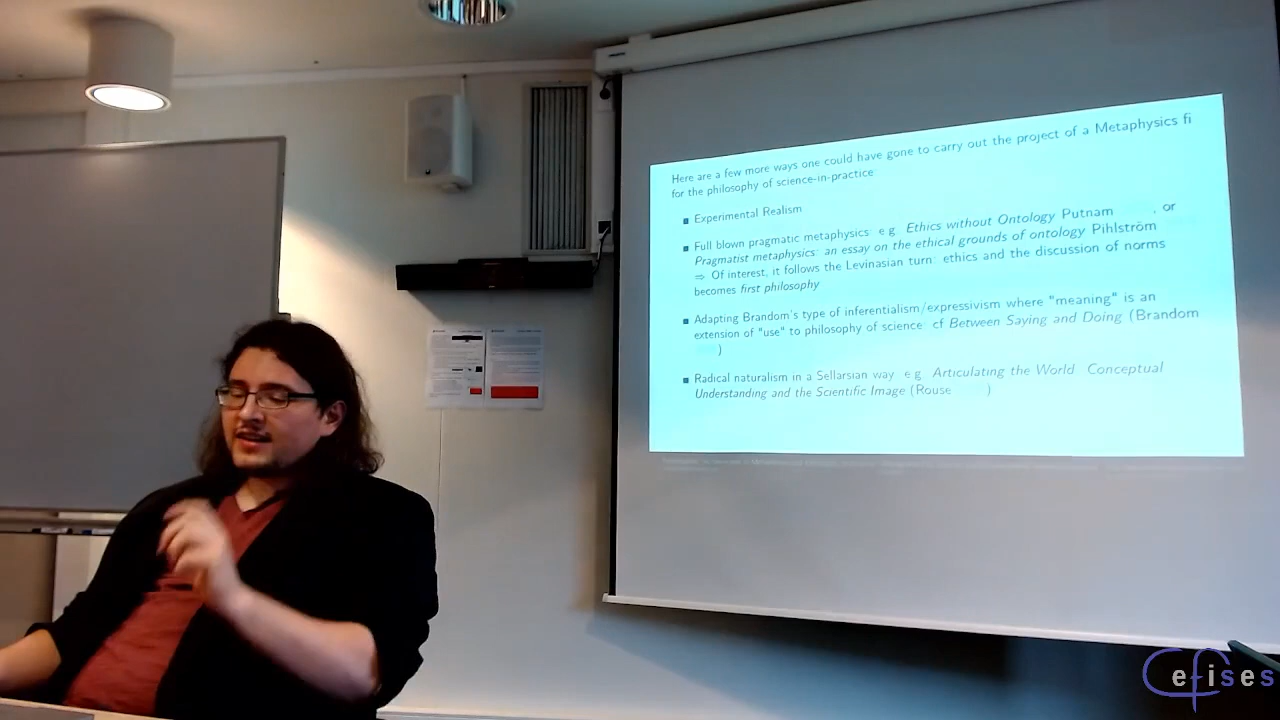 Here are a few more ways one could have gone to carry out the project of a Metaphysics fi
for the philosophy of science-in-practice
Experimental Realism
Full blown pragmatic metaphysics e g Ethics without Ontology Putnam , or
Pragmatist metaphysics: an essay on the ethical grounds of ontology Pihlström
⇒ Of interest, it follows the Levinasian turn: ethics and the discussion of norms
becomes first philosophy
Adapting Brandom's type of inferentialism/expressivism where "meaning" is an
extension of "use" to philosophy of science cf Between Saying and Doing (Brandom
)
Radical naturalism in a Sellarsian way e g Articulating the World Conceptual
Understanding and the Scientific Image (Rouse )
Cefises